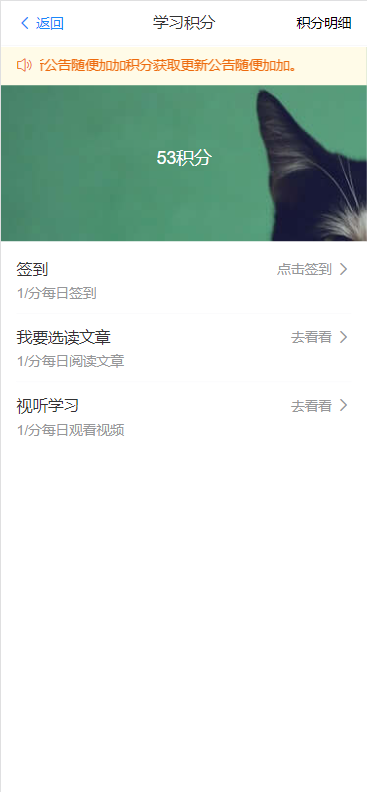 返回
学习积分
积分明细
公告随便加加积分获取更新公告随便加加。
53积分
签到
点击签到
1/分每日签到
我要选读文章
去看看
1/分每日阅读文章
视听学习
去看看
1/分每日观看视频